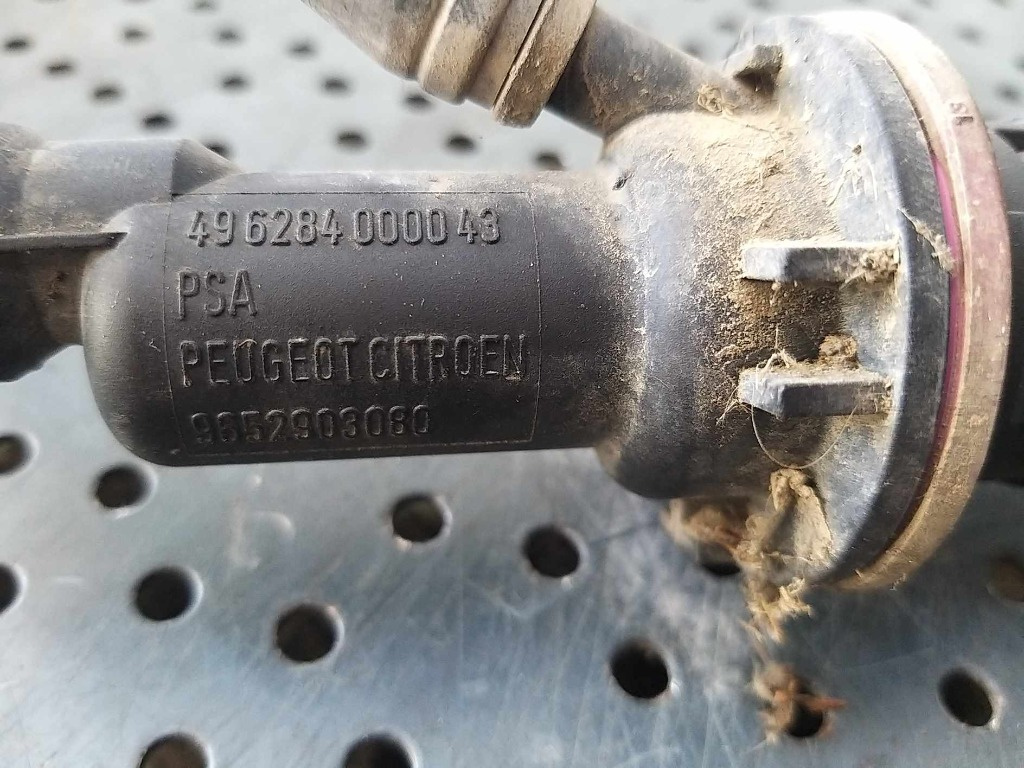 49 6284 0000 43
PSA
PEUGEOT CITROEN
9652903080